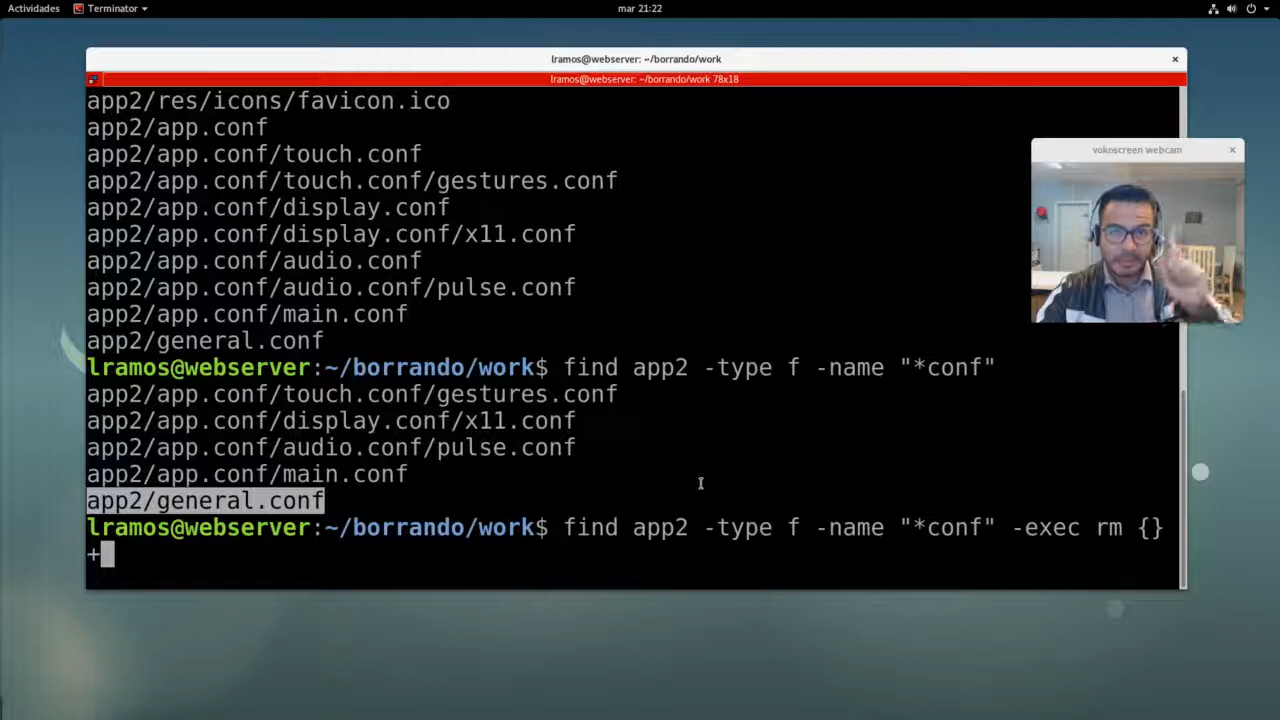 Actividades Terminator mar 21:22
lramos@webserver: ~/borrando/work
lramos@webserver: ~/borrando/work 78x18
app2/res/icons/favicon.ico
app2/app.conf
app2/app.conf/touch.conf
app2/app.conf/touch.conf/gestures.conf
app2/app.conf/display.conf
app2/app.conf/display.conf/x11.conf
app2/app.conf/audio.conf
app2/app.conf/audio.conf/pulse.conf
app2/app.conf/main.conf
app2/general.conf
lramos@webserver:~/borrando/work$ find app2 -type f -name "*conf"
app2/app.conf/touch.conf/gestures.conf
app2/app.conf/display.conf/x11.conf
app2/app.conf/audio.conf/pulse.conf
app2/app.conf/main.conf
app2/general.conf
lramos@webserver:~/borrando/work$ find app2 -type f -name "*conf" -exec rm {}
+
vokoscreen webcam